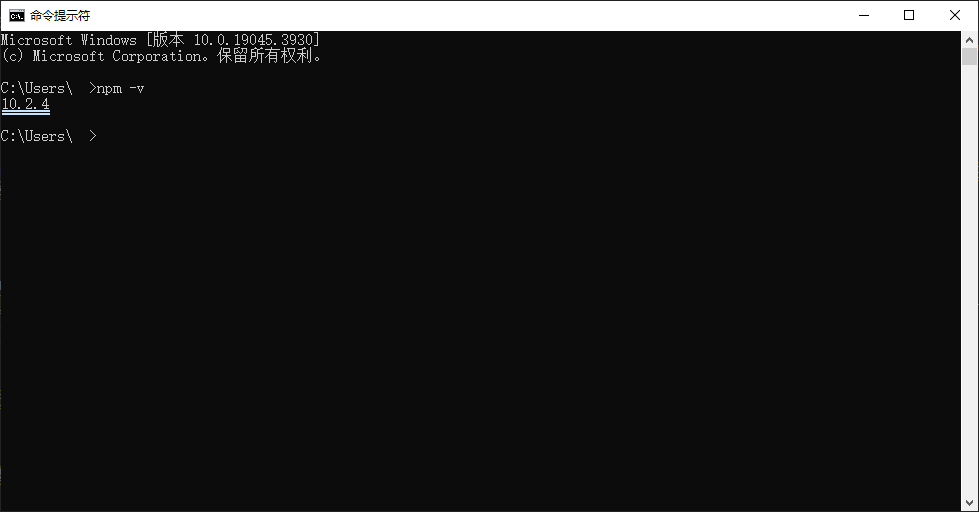 命令提示符
Microsoft Windows [版本 10.0.19045.3930]
(c) Microsoft Corporation。保留所有权利。
C:\Users\  >npm -v
10.2.4
C:\Users\  >